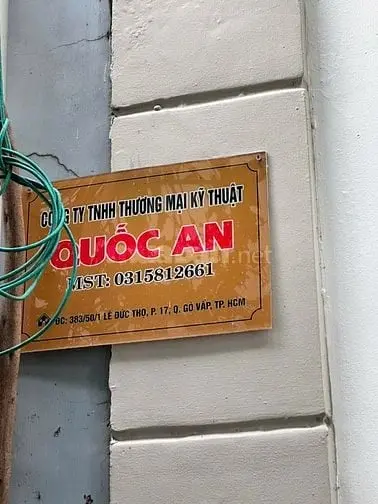 CÔNG TY TNHH THƯƠNG MẠI KỸ THUẬT
QUỐC AN
MST: 0315812661
ĐC: 383/50/1 LÊ ĐỨC THỌ, P. 17, Q. GÒ VẤP, TP. HCM